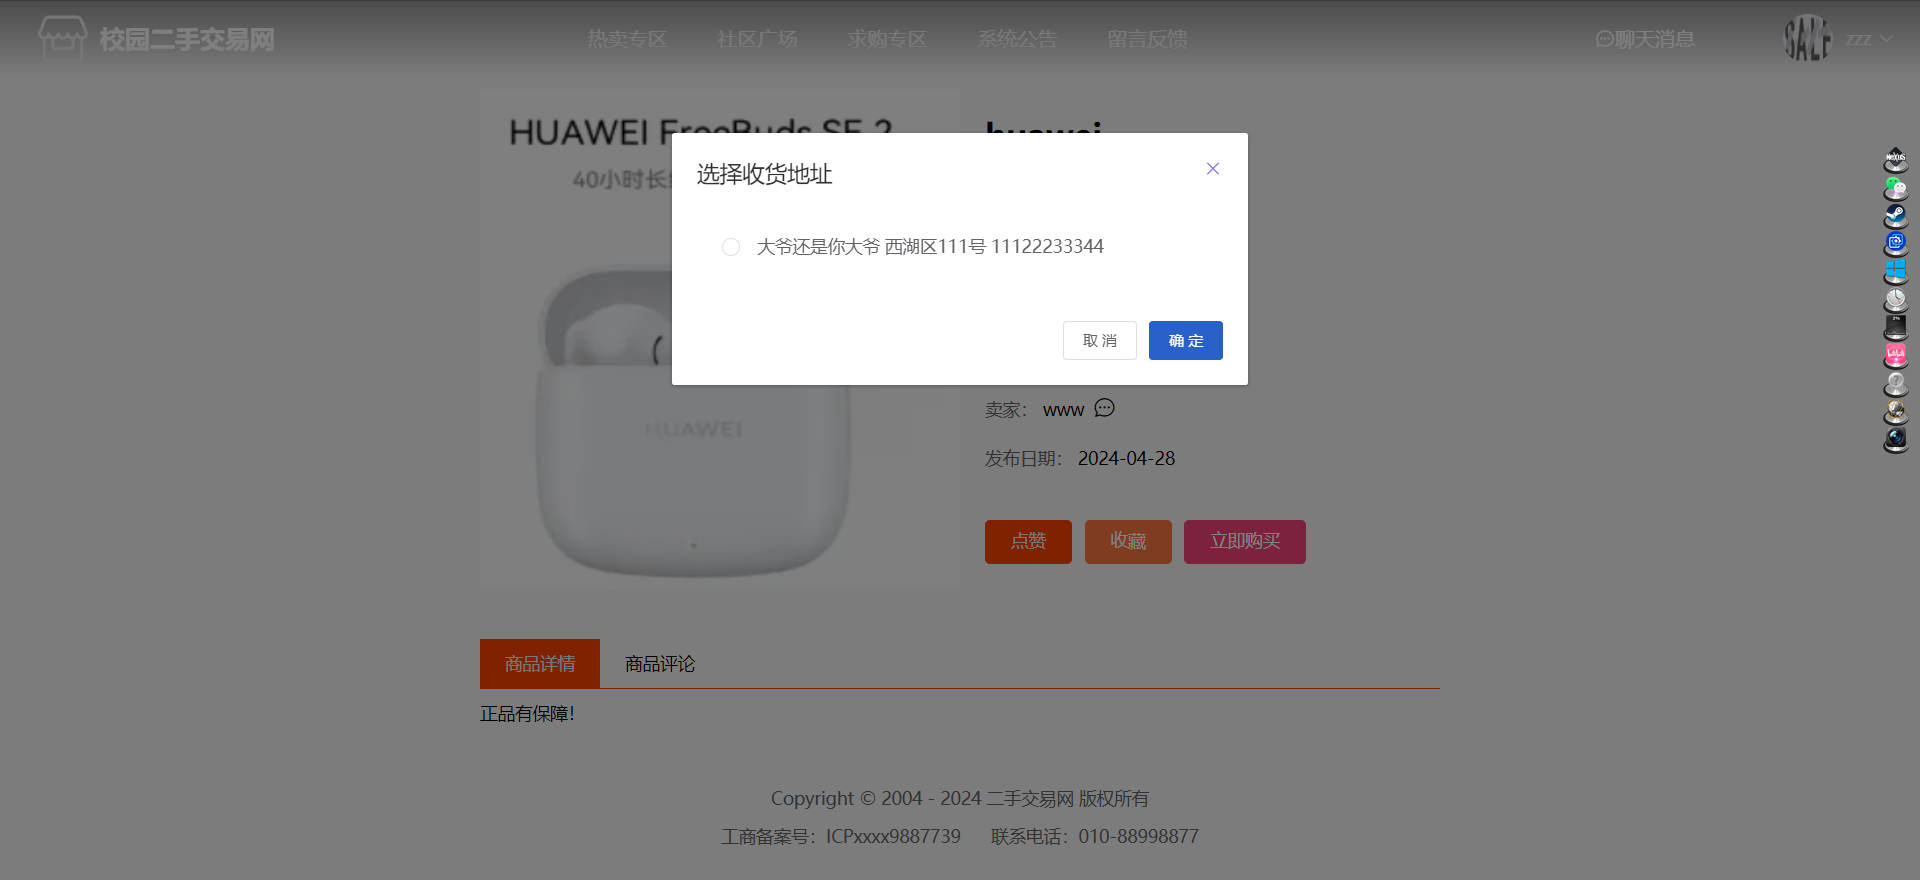 校园二手交易网
热卖专区 社区广场 求购专区 系统公告 留言反馈
聊天消息
zzz
HUAWEI FreeBuds SE 2
huawei
40小时长
选择收货地址
大爷还是你大爷 西湖区111号 11122233344
取 消 确 定
HUAWEI
卖家： www
发布日期： 2024-04-28
点赞 收藏 立即购买
商品详情 商品评论
正品有保障！
Copyright © 2004 - 2024 二手交易网 版权所有
工商备案号：ICPxxxx9887739 联系电话：010-88998877